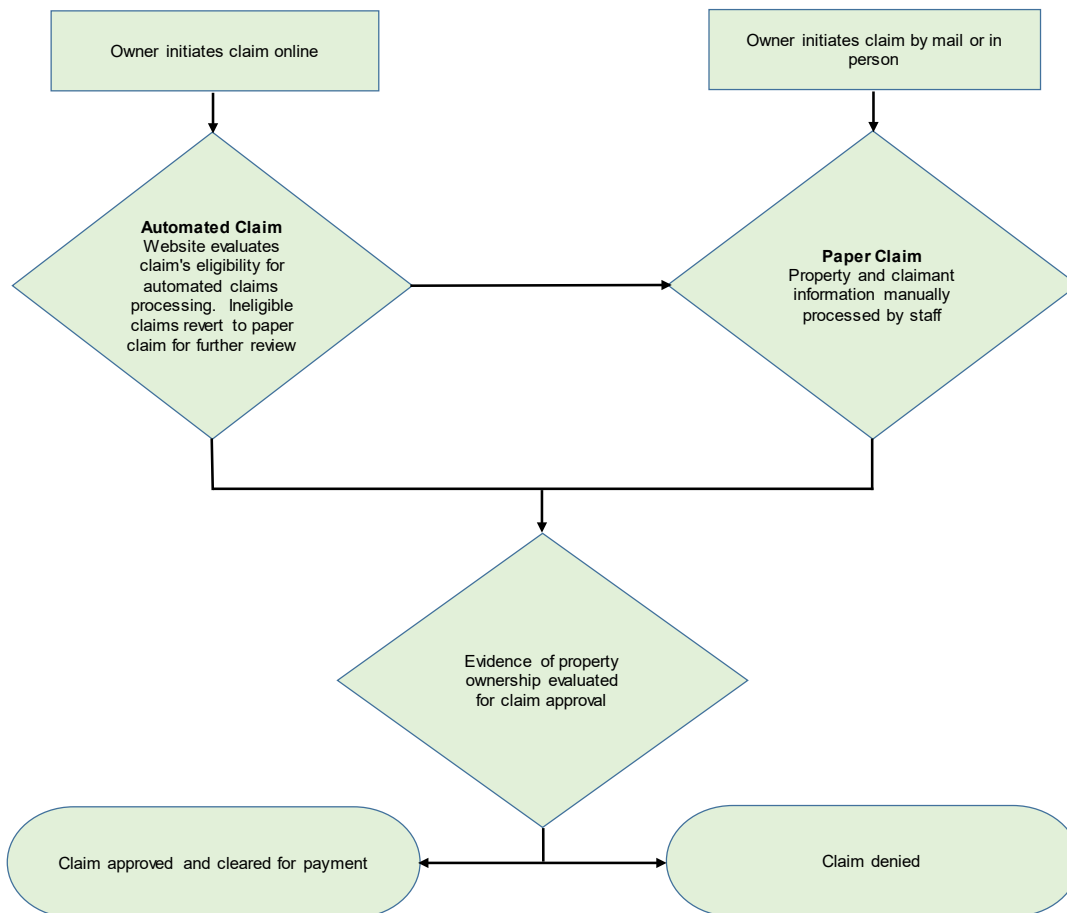 Owner initiates claim online
Owner initiates claim by mail or in
person
Automated Claim
Website evaluates
claim's eligibility for
automated claims
processing. Ineligible
claims revert to paper
claim for further review
Paper Claim
Property and claimant
information manually
processed by staff
Evidence of property
ownership evaluated
for claim approval
Claim approved and cleared for payment
Claim denied